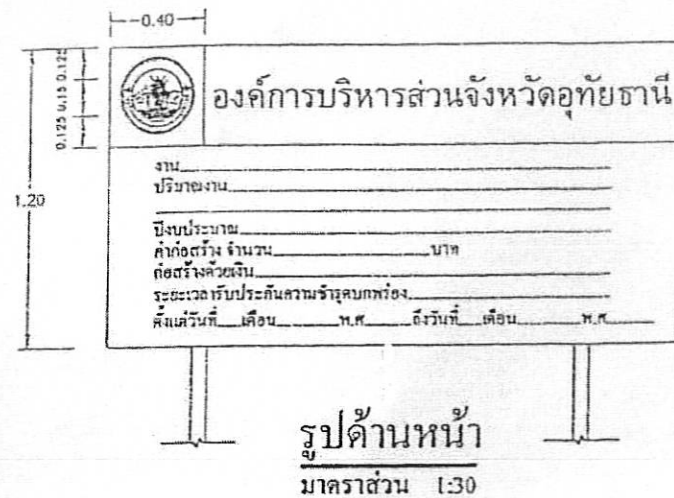 0.40
0.125 0.15 0.125
องค์การบริหารส่วนจังหวัดอุทัยธานี
1.20
งาน
ปริมาณงาน
ปีงบประมาณ
ค่าก่อสร้าง จำนวน บาท
ก่อสร้างด้วยเงิน
ระยะเวลารับประกันความชำรุดบกพร่อง
ตั้งแต่วันที่ เดือน พ.ศ. ถึงวันที่ เดือน พ.ศ.
รูปด้านหน้า
มาตราส่วน 1:30